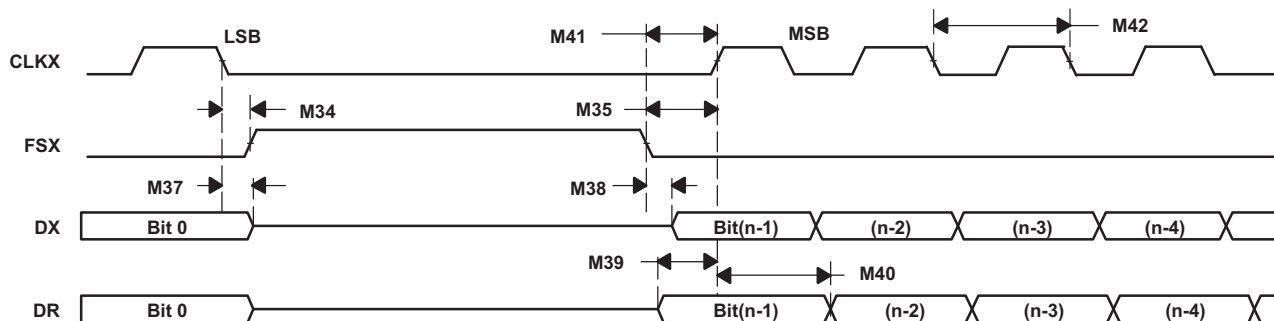 LSB
M41
MSB
M42
CLKX
M34
M35
FSX
M37
M38
DX
Bit 0
Bit(n-1)
(n-2)
(n-3)
(n-4)
M39
M40
DR
Bit 0
Bit(n-1)
(n-2)
(n-3)
(n-4)